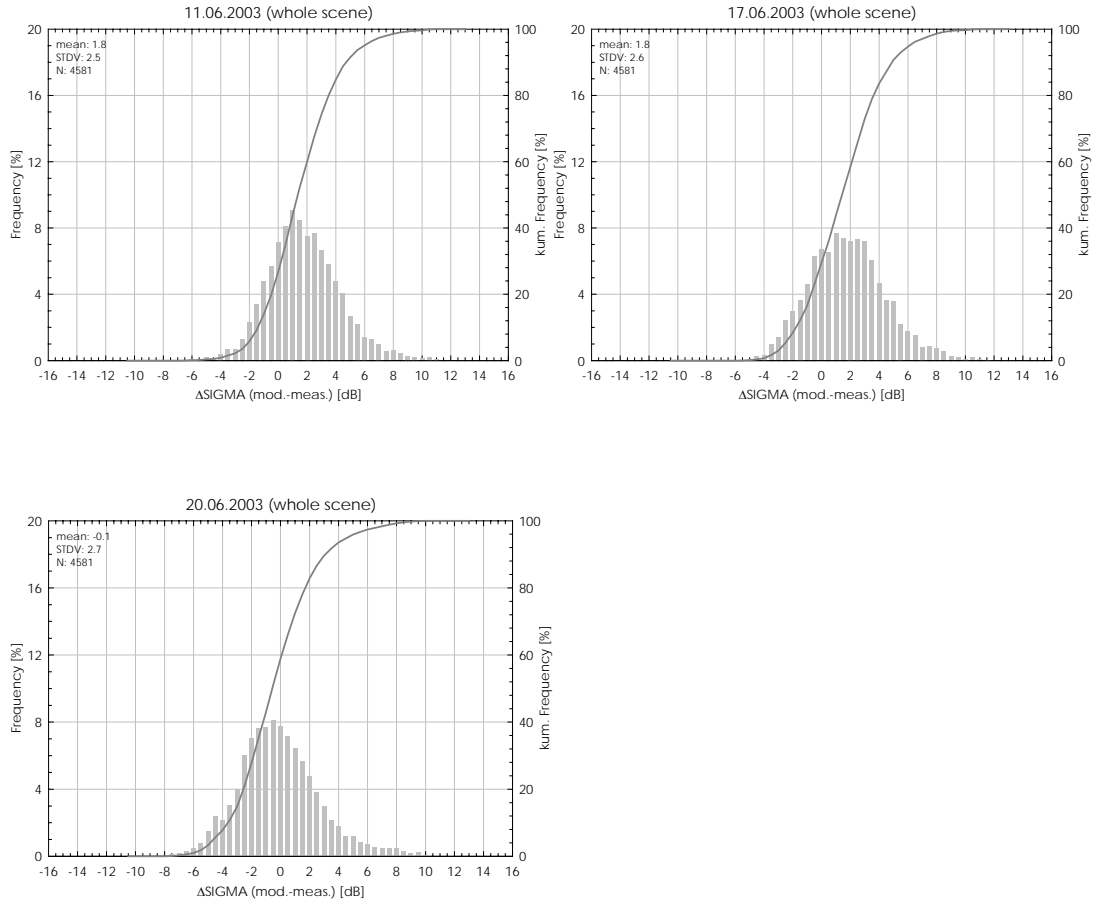 11.06.2003 (whole scene)
mean: 1.8
STDV: 2.5
N: 4581
20
16
12
8
4
0
100
80
60
40
20
0
Frequency [%]
kum. Frequency [%]
-16 -14 -12 -10 -8 -6 -4 -2 0 2 4 6 8 10 12 14 16
ΔSIGMA (mod.-meas.) [dB]
17.06.2003 (whole scene)
mean: 1.8
STDV: 2.6
N: 4581
20
16
12
8
4
0
100
80
60
40
20
0
Frequency [%]
kum. Frequency [%]
-16 -14 -12 -10 -8 -6 -4 -2 0 2 4 6 8 10 12 14 16
ΔSIGMA (mod.-meas.) [dB]
20.06.2003 (whole scene)
mean: -0.1
STDV: 2.7
N: 4581
20
16
12
8
4
0
100
80
60
40
20
0
Frequency [%]
kum. Frequency [%]
-16 -14 -12 -10 -8 -6 -4 -2 0 2 4 6 8 10 12 14 16
ΔSIGMA (mod.-meas.) [dB]